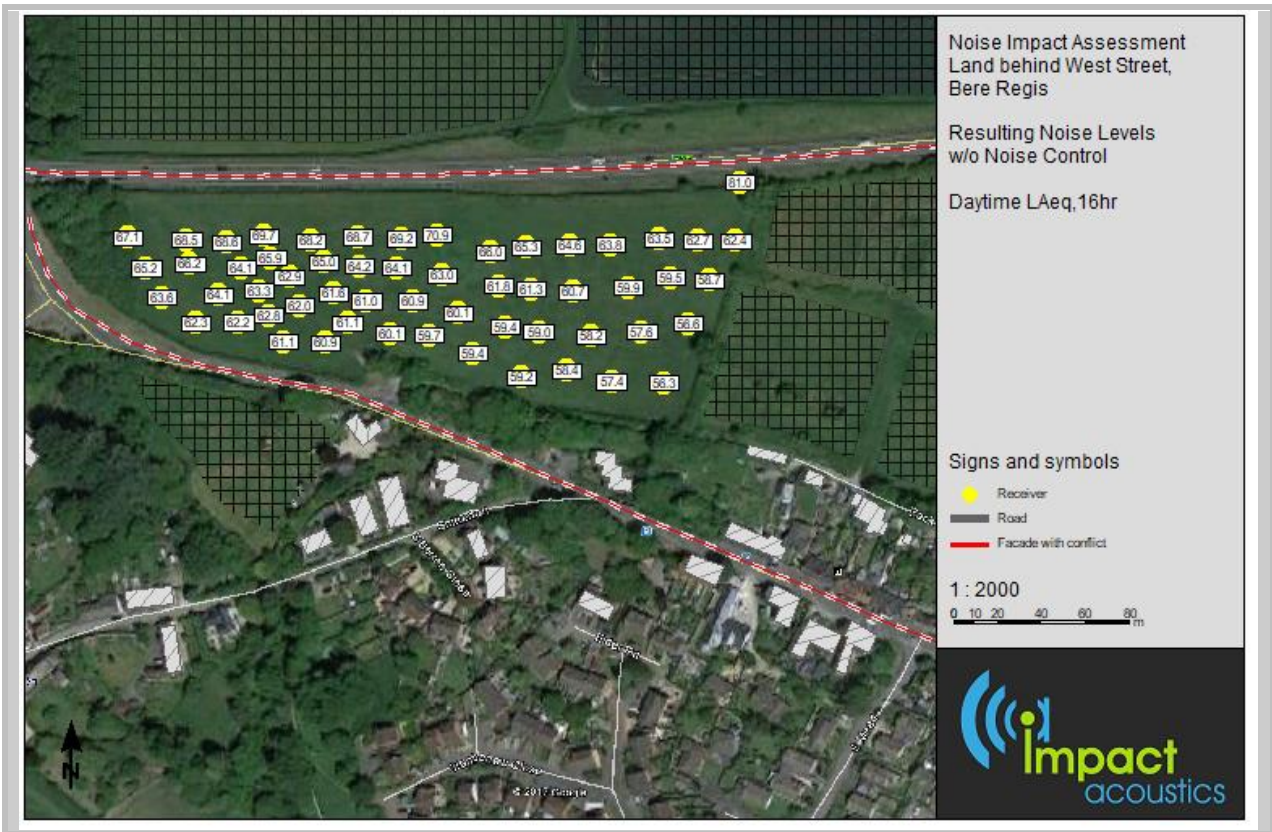 Noise Impact Assessment
Land behind West Street,
Bere Regis
Resulting Noise Levels
w/o Noise Control
Daytime LAeq,16hr
81.0
67.1 68.5 68.6 69.7 68.2 68.7 69.2 70.9 66.0 65.3 64.6 63.8 63.5 62.7 62.4
65.2 66.2 64.1 65.9 62.9 65.0 64.2 64.1 63.0 61.8 61.3 60.7 59.9 59.5 58.7
63.6 64.1 63.3 62.0 61.6 61.0 60.9 60.1
62.3 62.2 62.8 61.1 60.1 59.7 59.4 59.0 58.2 57.6 56.6
61.1 60.9 59.4
59.2 58.4 57.4 56.3
© 2017 Google
N
Signs and symbols
Receiver
Road
Facade with conflict
1 : 2000
0 10 20 40 60 80
m
impact
acoustics